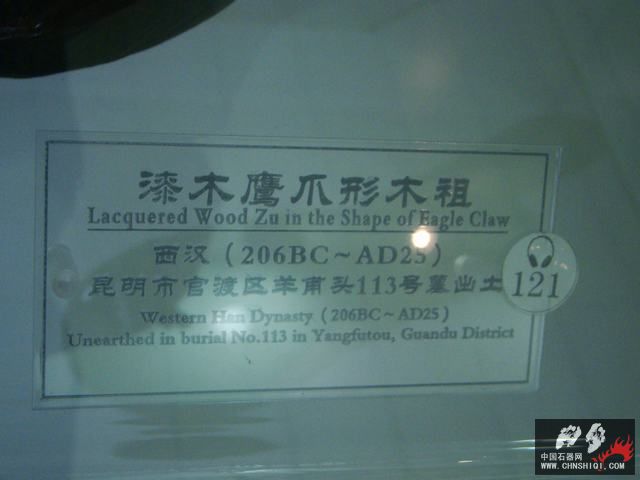 漆木鹰爪形木祖
Lacquered Wood Zu in the Shape of Eagle Claw
西汉（206BC～AD25）
昆明市官渡区羊甫头113号墓出土
121
Western Han Dynasty（206BC～AD25）
Unearthed in burial No.113 in Yangfutou, Guandu District
中国石器网
WWW.CHNSHIQI.COM